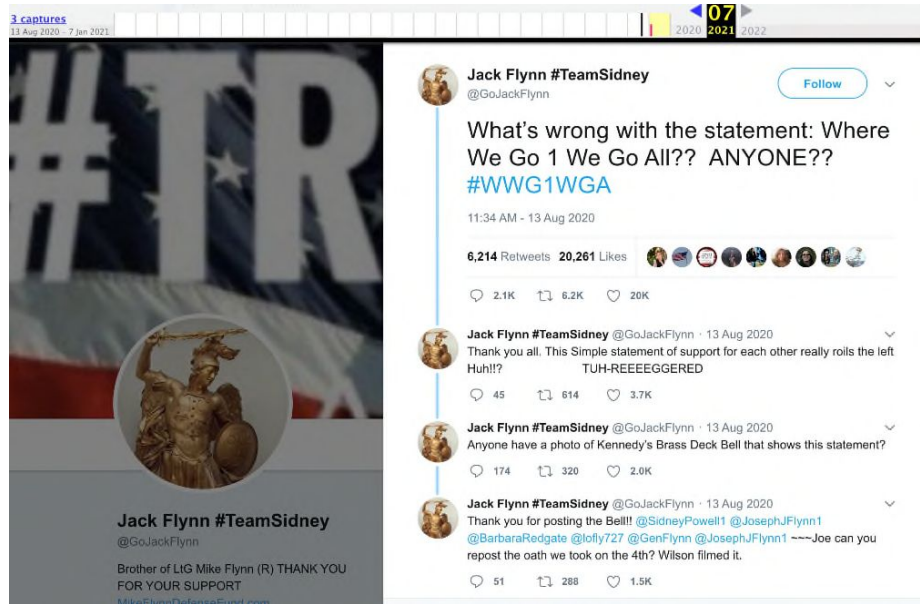 3 captures
13 Aug 2020 - 7 Jan 2021
07
2020 2021 2022
#TR
Jack Flynn #TeamSidney
@GoJackFlynn
Follow
What's wrong with the statement: Where
We Go 1 We Go All?? ANYONE??
#WWG1WGA
11:34 AM - 13 Aug 2020
6,214 Retweets 20,261 Likes
2.1K 6.2K 20K
Jack Flynn #TeamSidney @GoJackFlynn · 13 Aug 2020
Thank you all. This Simple statement of support for each other really roils the left
Huh!!? TUH-REEEEGGERED
45 614 3.7K
Jack Flynn #TeamSidney @GoJackFlynn · 13 Aug 2020
Anyone have a photo of Kennedy's Brass Deck Bell that shows this statement?
174 320 2.0K
Jack Flynn #TeamSidney @GoJackFlynn · 13 Aug 2020
Thank you for posting the Bell!! @SidneyPowell1 @JosephJFlynn1
@BarbaraRedgate @lofly727 @GenFlynn @JosephJFlynn1 ~~~Joe can you
repost the oath we took on the 4th? Wilson filmed it.
51 288 1.5K
Jack Flynn #TeamSidney
@GoJackFlynn
Brother of LtG Mike Flynn (R) THANK YOU
FOR YOUR SUPPORT
MikeFlynnDefenseFund.com